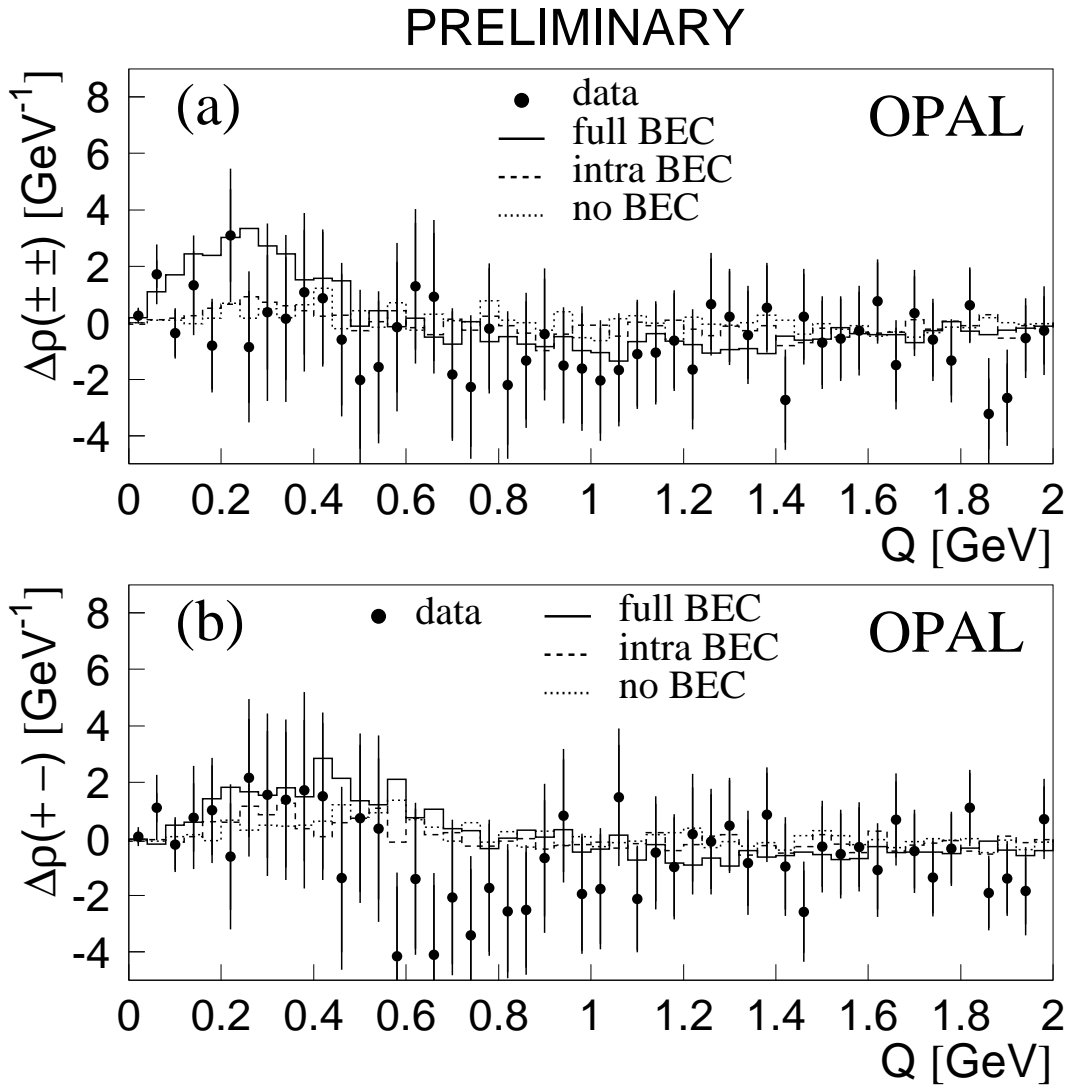 PRELIMINARY
Δρ(± ±) [GeV⁻¹]
(a)
data
full BEC
intra BEC
no BEC
OPAL
8
6
4
2
0
-2
-4
0 0.2 0.4 0.6 0.8 1 1.2 1.4 1.6 1.8 2
Q [GeV]
Δρ(+ −) [GeV⁻¹]
(b)
data
full BEC
intra BEC
no BEC
OPAL
8
6
4
2
0
-2
-4
0 0.2 0.4 0.6 0.8 1 1.2 1.4 1.6 1.8 2
Q [GeV]